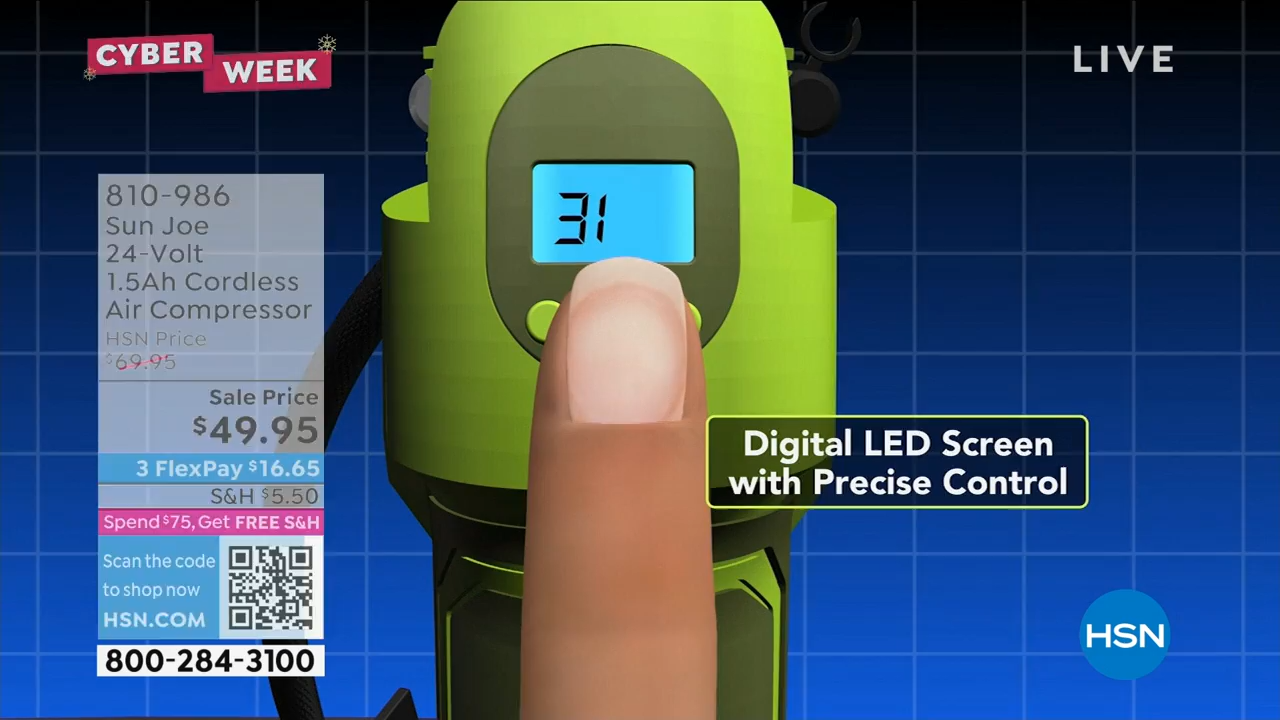 CYBER
WEEK
LIVE
810-986
Sun Joe
24-Volt
1.5Ah Cordless
Air Compressor
HSN Price
$69.95
Sale Price
$49.95
3 FlexPay $16.65
S&H $5.50
Spend $75, Get FREE S&H
Scan the code
to shop now
HSN.COM
800-284-3100
31
Digital LED Screen
with Precise Control
HSN